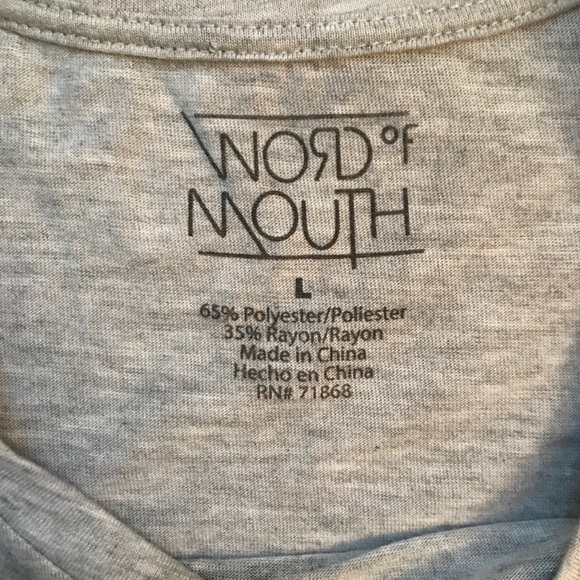 WORD OF
MOUTH
L
65% Polyester/Poliester
35% Rayon/Rayon
Made in China
Hecho en China
RN# 71868